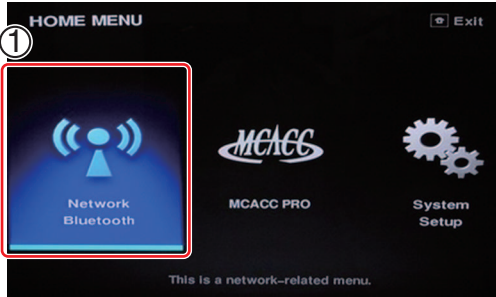 HOME MENU
Exit
①
MCACC
Network
Bluetooth
MCACC PRO
System
Setup
This is a network-related menu.